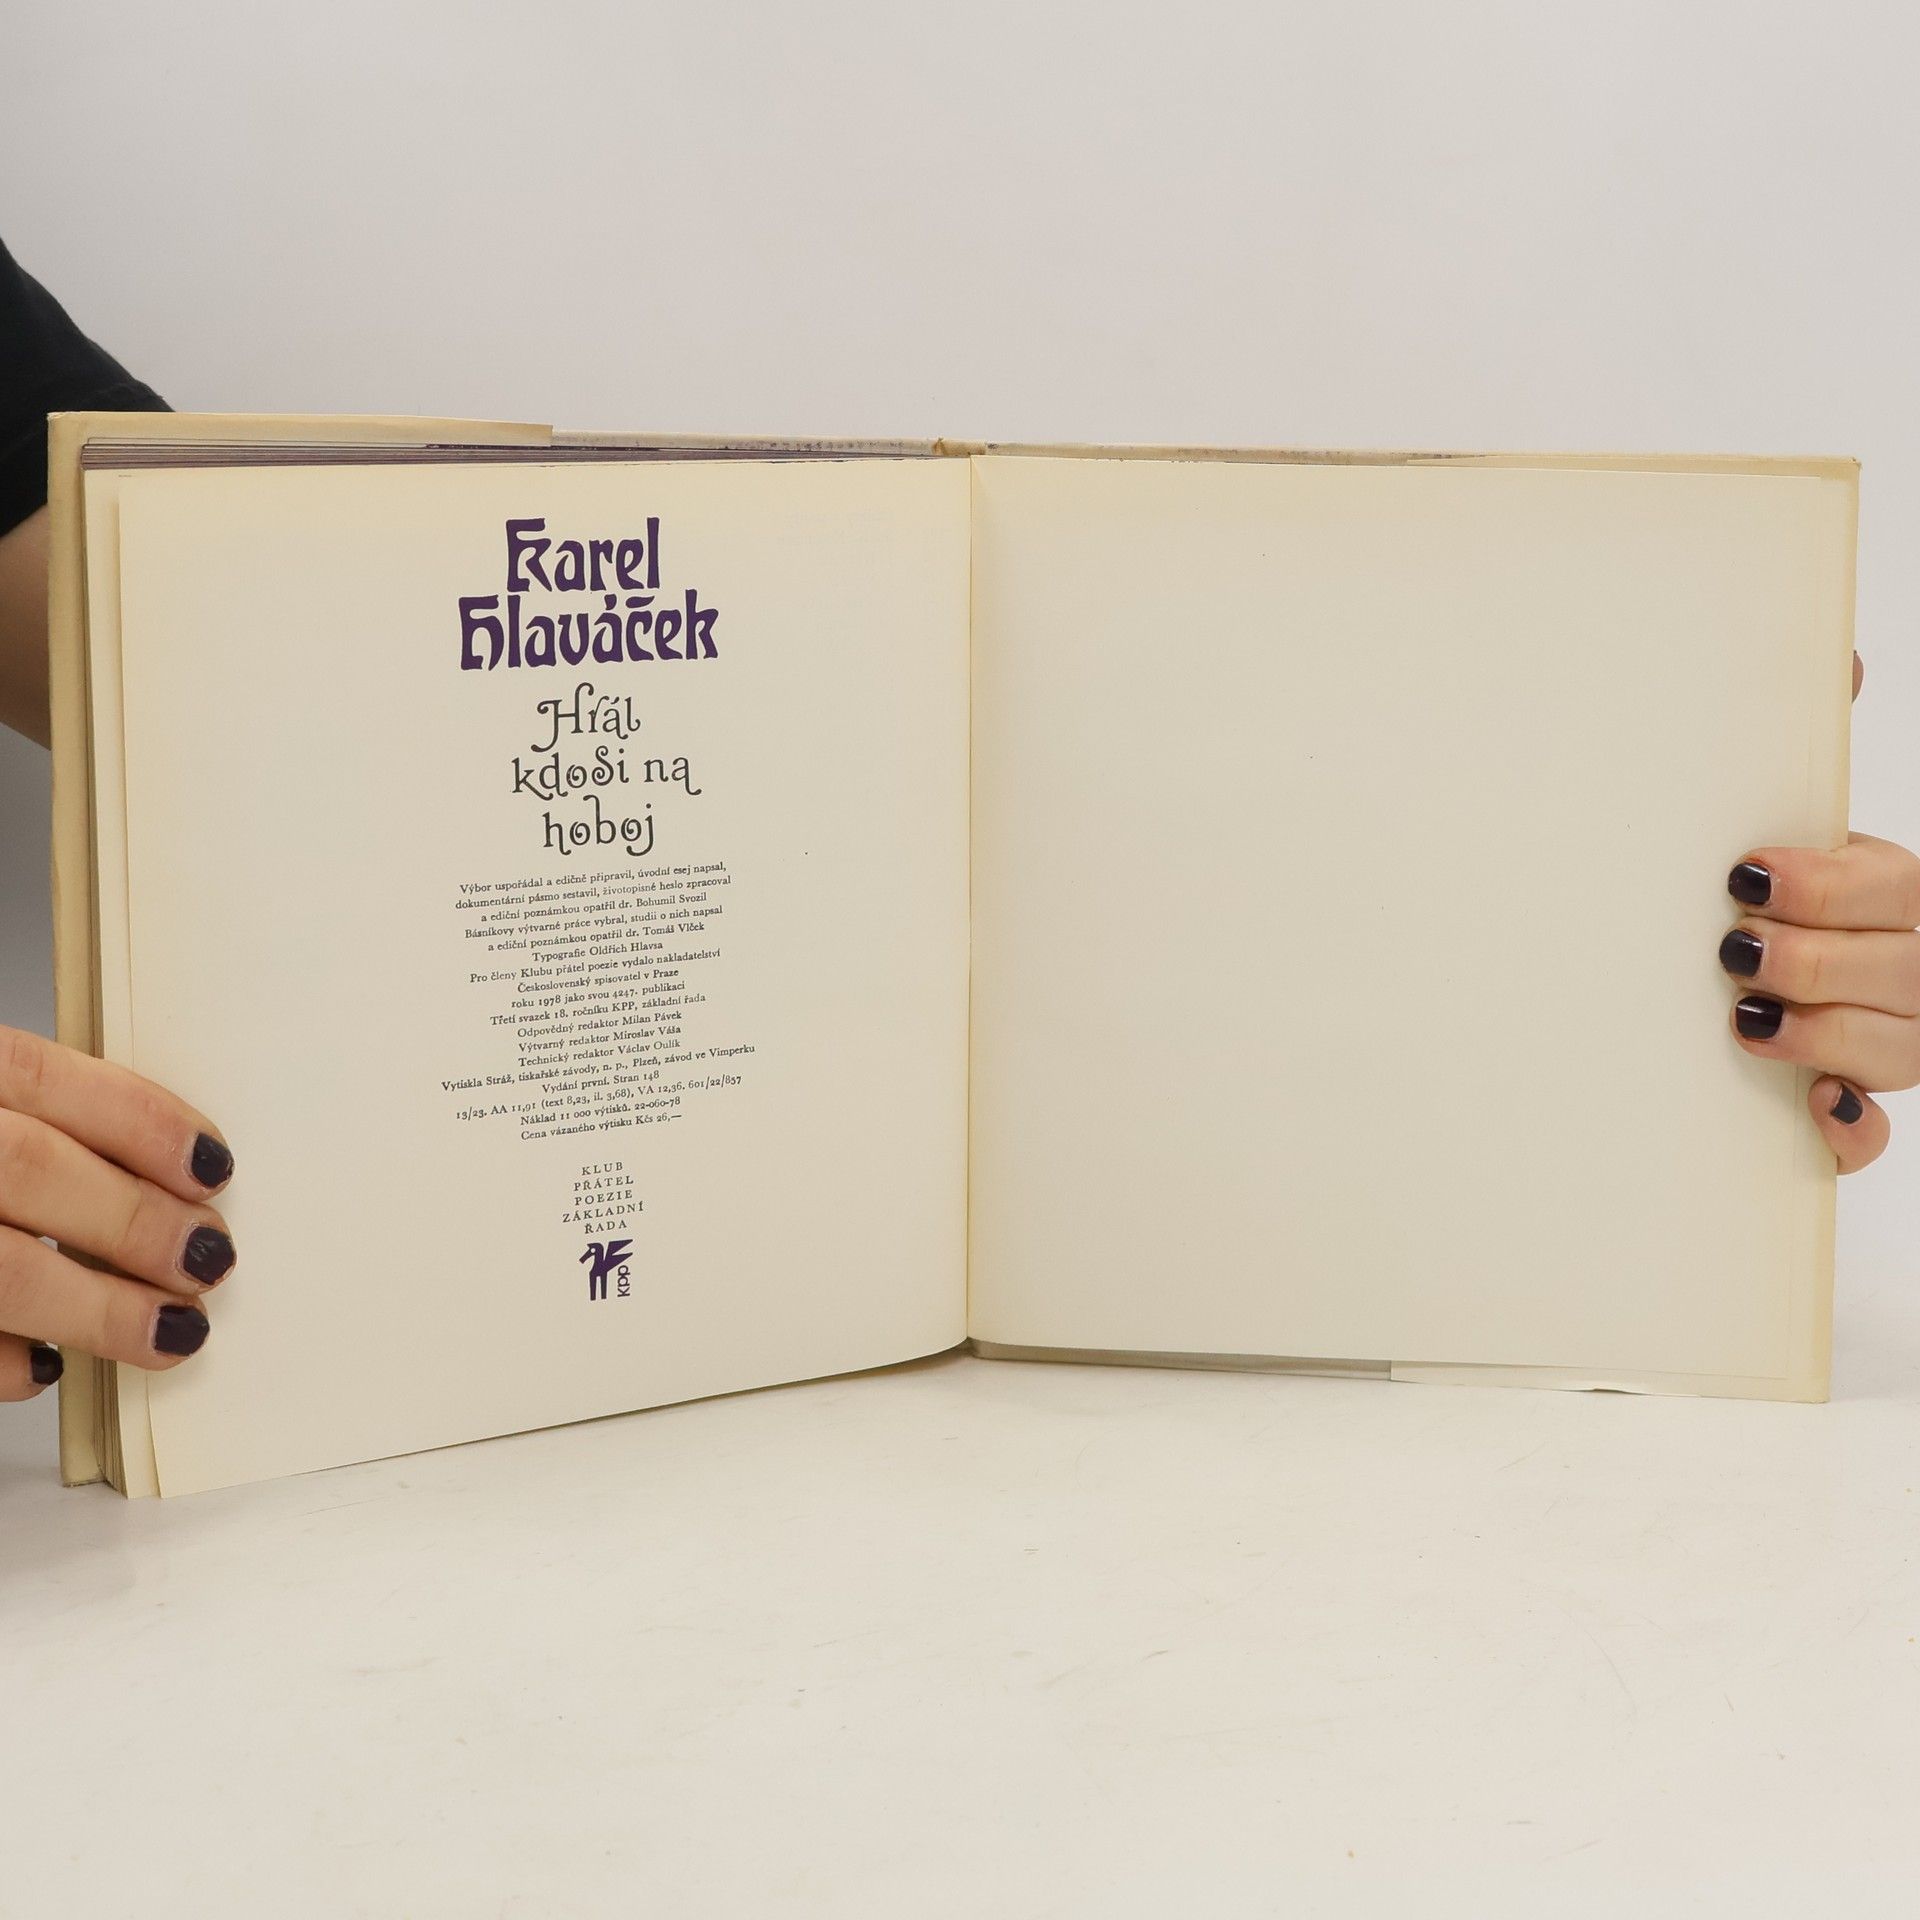 Karel
Hlaváček
Hrál
kdosi na
hoboj
Výbor uspořádal a edičně připravil, úvodní esej napsal,
dokumentární pásmo sestavil, životopisné heslo zpracoval
a ediční poznámkou opatřil dr. Bohumil Svozil
Básníkovy výtvarné práce vybral, studii o nich napsal
a ediční poznámkou opatřil dr. Tomáš Vlček
Typografie Oldřich Hlavsa
Pro členy Klubu přátel poezie vydalo nakladatelství
Československý spisovatel v Praze
roku 1978 jako svou 4247. publikaci
Třetí svazek 18. ročníku KPP, základní řada
Odpovědný redaktor Milan Pávek
Výtvarný redaktor Miroslav Váša
Technický redaktor Václav Oulík
Vytiskla Stráž, tiskařské závody, n. p., Plzeň, závod ve Vimperku
Vydání první. Stran 148
13/23. AA 11,91 (text 8,23, il. 3,68), VA 12,36. 601/22/857
Náklad 11 000 výtisků. 22-060-78
Cena vázaného výtisku Kčs 26,—
KLUB
PŘÁTEL
POEZIE
ZÁKLADNÍ
ŘADA
kpp